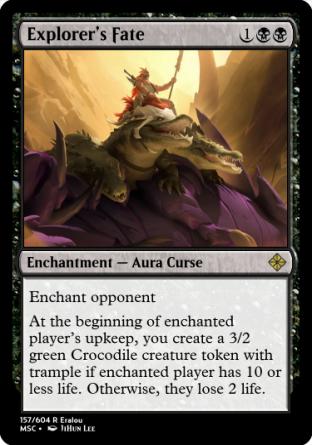 Explorer's Fate 1
Enchantment — Aura Curse
Enchant opponent
At the beginning of enchanted
player's upkeep, you create a 3/2
green Crocodile creature token with
trample if enchanted player has 10 or
less life. Otherwise, they lose 2 life.
157/604 R Eralou
MSC • JiHun Lee